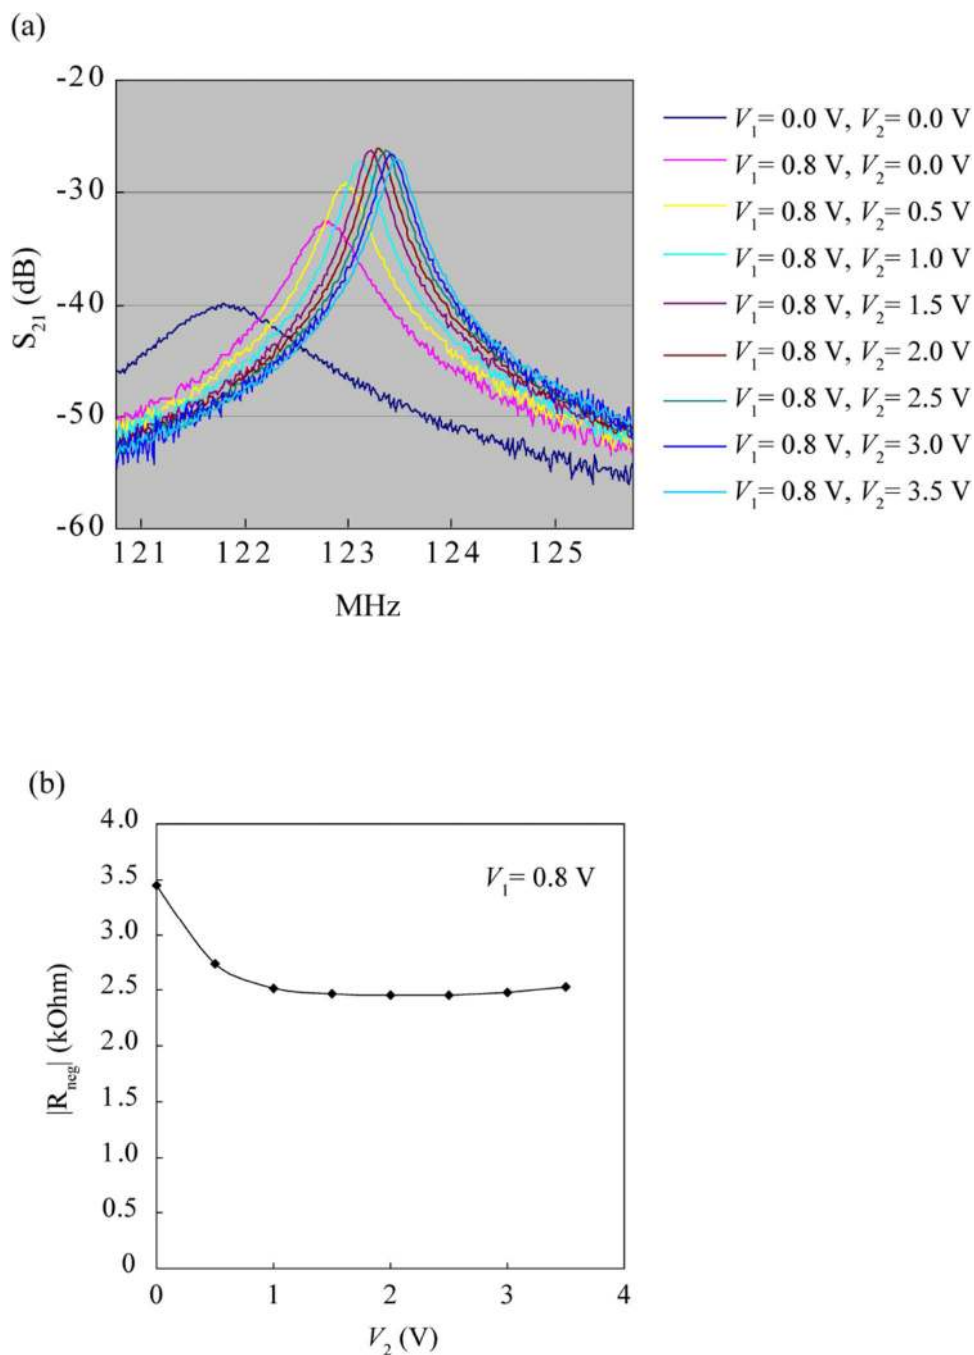 (a)
-20
-30
-40
-50
-60
S21 (dB)
121 122 123 124 125
MHz
V1= 0.0 V, V2= 0.0 V
V1= 0.8 V, V2= 0.0 V
V1= 0.8 V, V2= 0.5 V
V1= 0.8 V, V2= 1.0 V
V1= 0.8 V, V2= 1.5 V
V1= 0.8 V, V2= 2.0 V
V1= 0.8 V, V2= 2.5 V
V1= 0.8 V, V2= 3.0 V
V1= 0.8 V, V2= 3.5 V
(b)
4.0
3.5
3.0
2.5
2.0
1.5
1.0
0.5
0
|Rneg| (kOhm)
V1= 0.8 V
0 1 2 3 4
V2 (V)